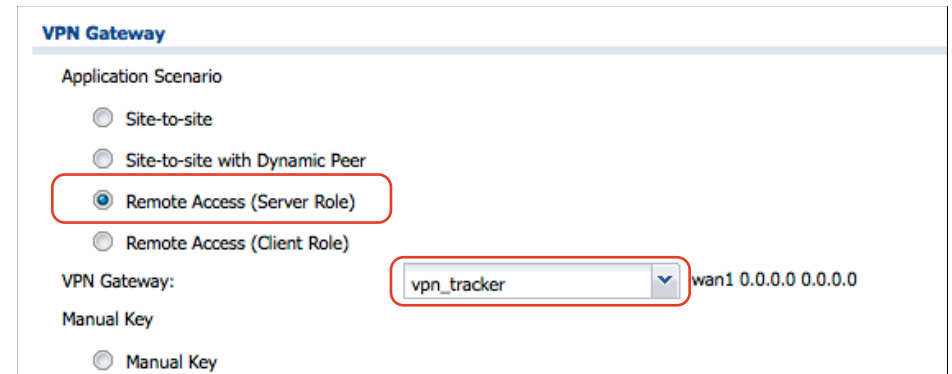 VPN Gateway
Application Scenario
Site-to-site
Site-to-site with Dynamic Peer
Remote Access (Server Role)
Remote Access (Client Role)
VPN Gateway: vpn_tracker wan1 0.0.0.0 0.0.0.0
Manual Key
Manual Key